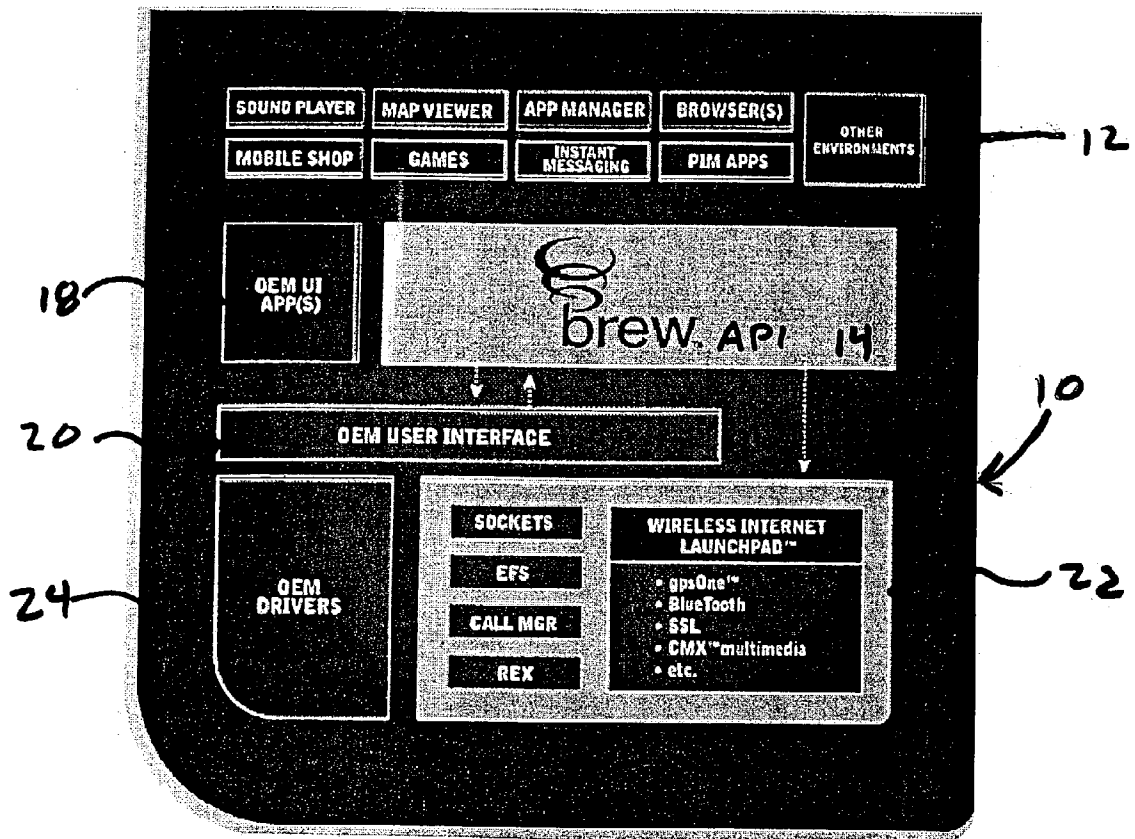 SOUND PLAYER
MAP VIEWER
APP MANAGER
BROWSER(S)
OTHER
ENVIRONMENTS
12
MOBILE SHOP
GAMES
INSTANT
MESSAGING
PIM APPS
18
OEM UI
APP(S)
brew. API 14
10
20
OEM USER INTERFACE
24
OEM
DRIVERS
SOCKETS
EFS
CALL MGR
REX
WIRELESS INTERNET
LAUNCHPAD™
• gpsOne™
• BlueTooth
• SSL
• CMX™multimedia
• etc.
22